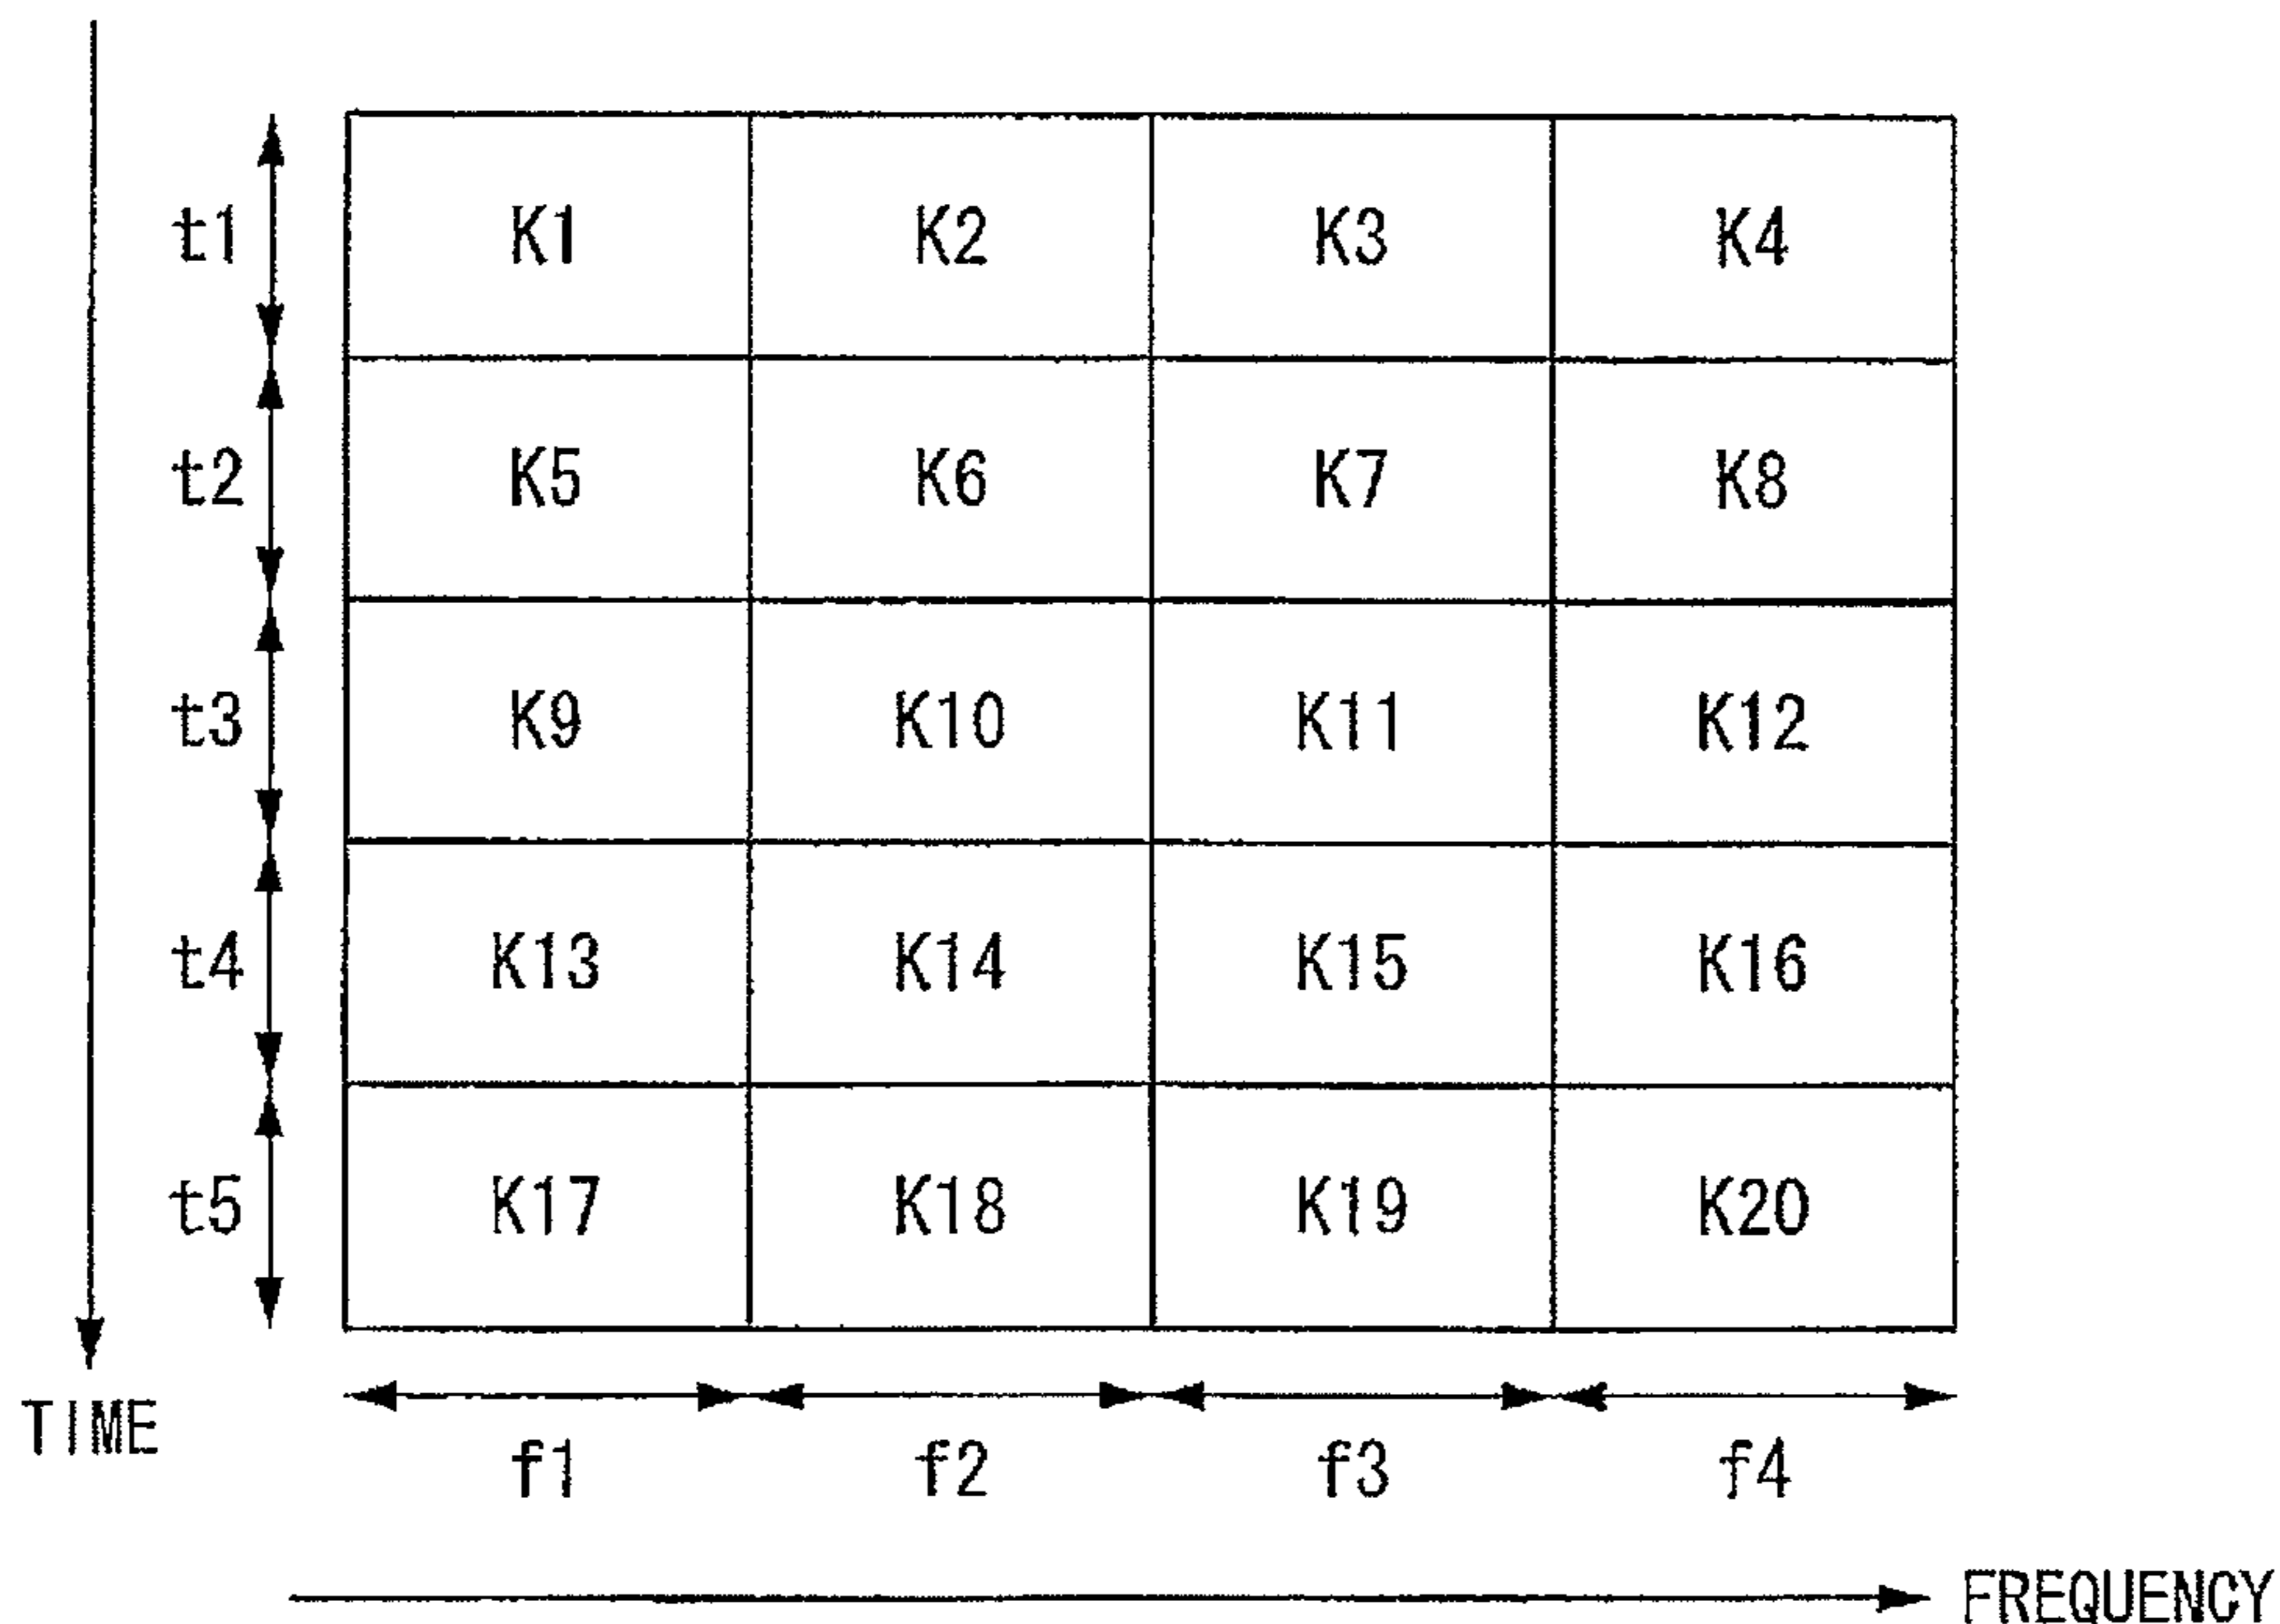 t1 K1 K2 K3 K4
t2 K5 K6 K7 K8
t3 K9 K10 K11 K12
t4 K13 K14 K15 K16
t5 K17 K18 K19 K20
TIME
f1 f2 f3 f4
FREQUENCY